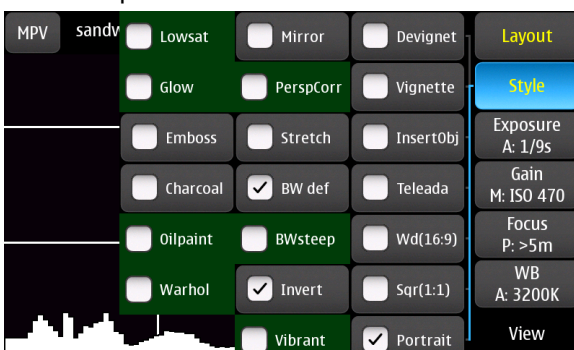 MPV sandw Lowsat Mirror Devignet Layout
Glow PerspCorr Vignette Style
Emboss Stretch InsertObj Exposure
A: 1/9s
Charcoal BW def Teleada Gain
M: ISO 470
Oilpaint BWsteep Wd(16:9) Focus
P: >5m
Warhol Invert Sqr(1:1) WB
A: 3200K
Vibrant Portrait View